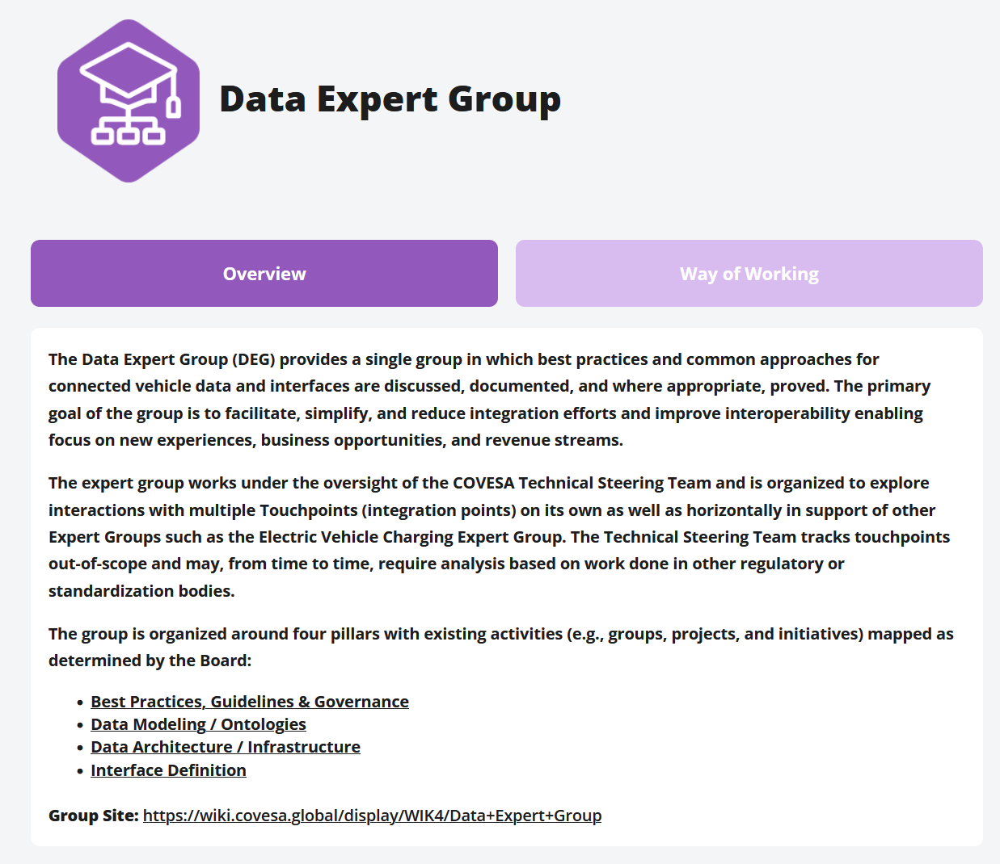 Data Expert Group
Overview
Way of Working
The Data Expert Group (DEG) provides a single group in which best practices and common approaches for
connected vehicle data and interfaces are discussed, documented, and where appropriate, proved. The primary
goal of the group is to facilitate, simplify, and reduce integration efforts and improve interoperability enabling
focus on new experiences, business opportunities, and revenue streams.
The expert group works under the oversight of the COVESA Technical Steering Team and is organized to explore
interactions with multiple Touchpoints (integration points) on its own as well as horizontally in support of other
Expert Groups such as the Electric Vehicle Charging Expert Group. The Technical Steering Team tracks touchpoints
out-of-scope and may, from time to time, require analysis based on work done in other regulatory or
standardization bodies.
The group is organized around four pillars with existing activities (e.g., groups, projects, and initiatives) mapped as
determined by the Board:
• Best Practices, Guidelines & Governance
• Data Modeling / Ontologies
• Data Architecture / Infrastructure
• Interface Definition
Group Site: https://wiki.covesa.global/display/WIK4/Data+Expert+Group